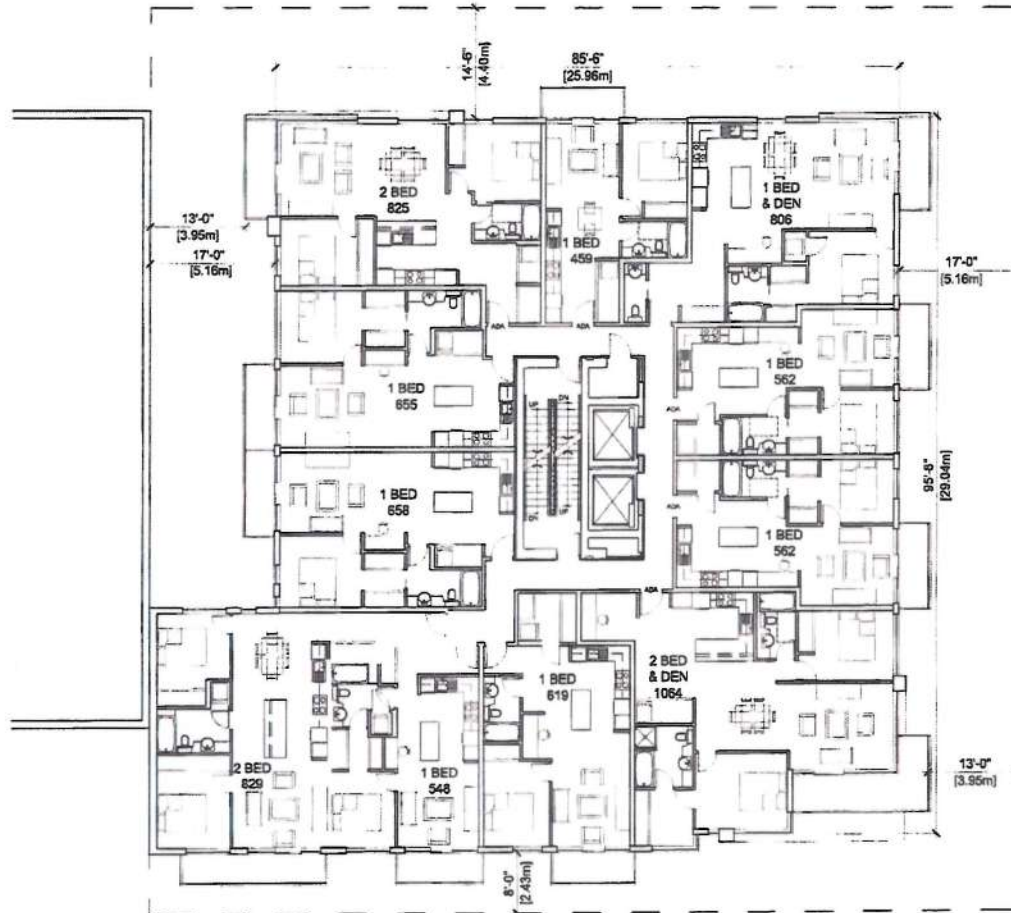 14'-6"
[4.40m]
85'-6"
[25.96m]
2 BED
825
1 BED
459
1 BED
& DEN
806
13'-0"
[3.95m]
17'-0"
[5.16m]
17'-0"
[5.16m]
ADA
ADA
1 BED
655
UP
DN
1 BED
562
ADA
95'-6"
[29.04m]
1 BED
658
DN
UP
ADA
1 BED
562
ADA
2 BED
& DEN
1064
1 BED
619
2 BED
829
1 BED
548
13'-0"
[3.95m]
8'-0"
[2.43m]